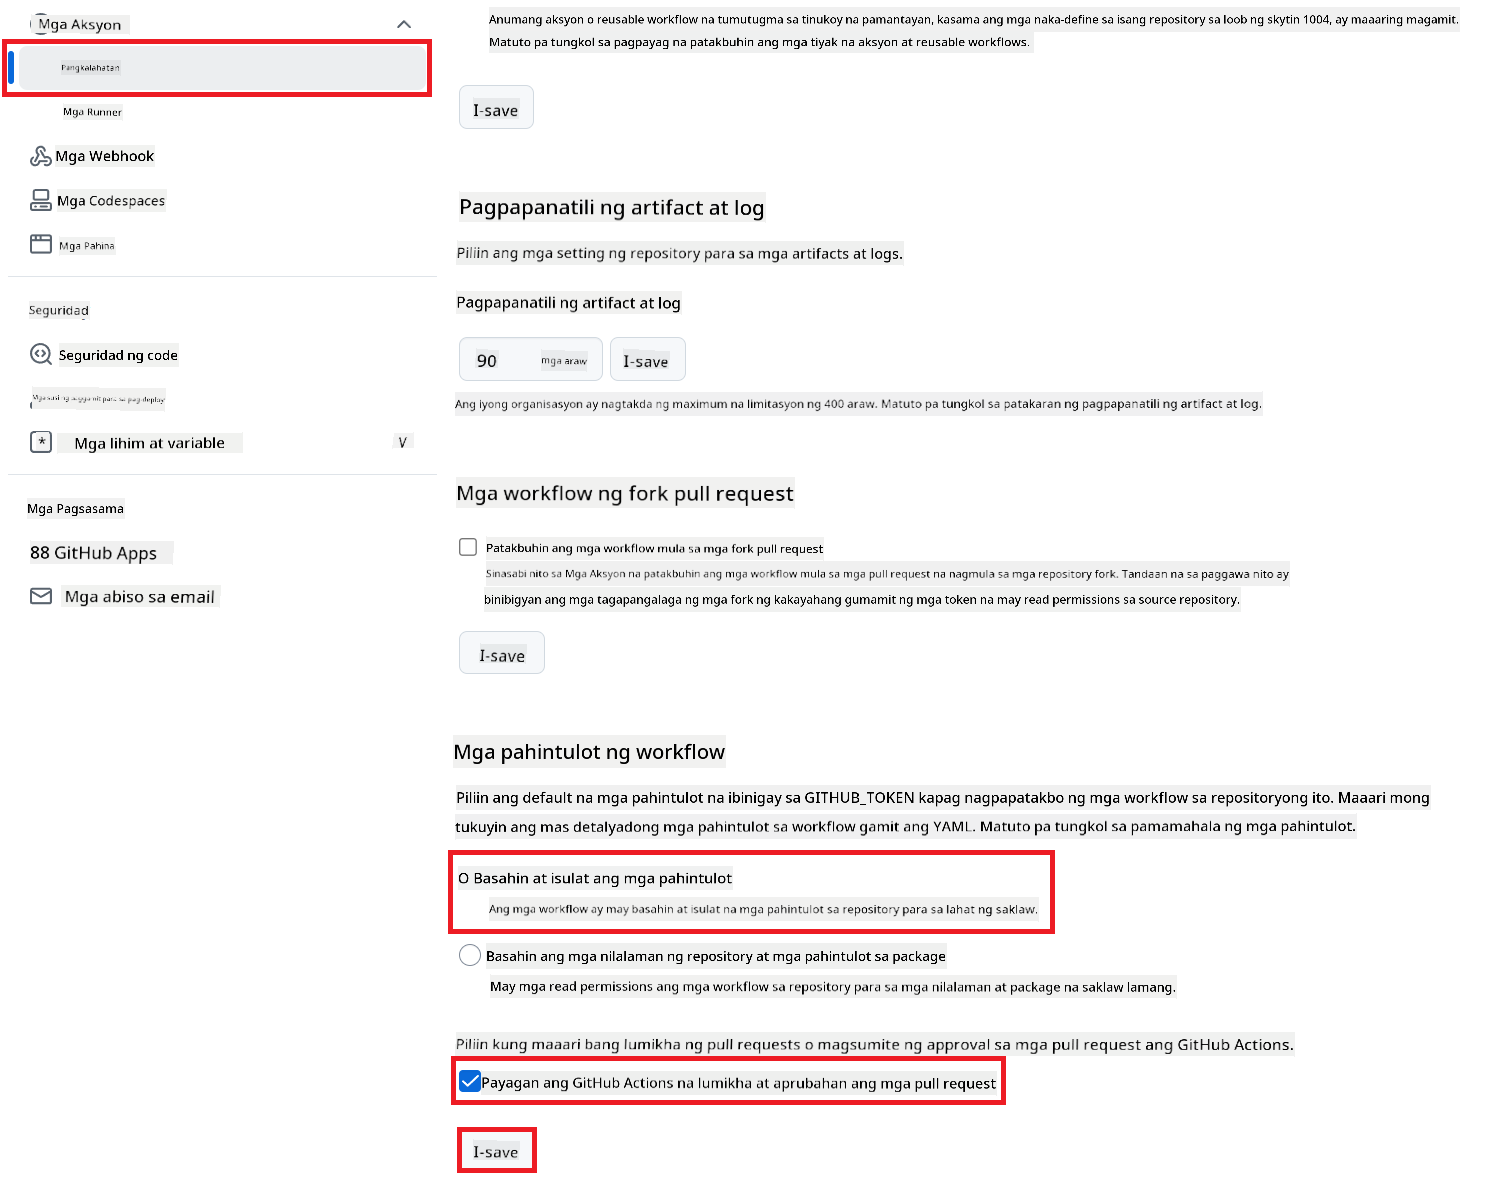 Mga Aksyon
Pangkalahatan
Mga Runner
Mga Webhook
Mga Codespaces
Mga Pahina
Seguridad
Seguridad ng code
Mga susi ng para sa pag-deploy
Mga lihim at variable
V
Mga Pagsasama
88 GitHub Apps
Mga abiso sa email
Anumang aksyon o reusable workflow na tumutugma sa tinukoy na pamantayan, kasama ang mga naka-define sa isang repository sa loob ng skytin 1004, ay maaaring magamit.
Matuto pa tungkol sa pagpayag na patakbuhin ang mga tiyak na aksyon at reusable workflows.
I-save
Pagpapanatili ng artifact at log
Piliin ang mga setting ng repository para sa mga artifacts at logs.
Pagpapanatili ng artifact at log
90 mga araw I-save
Ang iyong organisasyon ay nagtakda ng maximum na limitasyon ng 400 araw. Matuto pa tungkol sa patakaran ng pagpapanatili ng artifact at log.
Mga workflow ng fork pull request
Patakbuhin ang mga workflow mula sa mga fork pull request
Sinasabi nito sa Mga Aksyon na patakbuhin ang mga workflow mula sa mga pull request na nagmula sa mga repository fork. Tandaan na sa paggawa nito ay
binibigyan ang mga tagapangalaga ng mga fork ng kakayahang gumamit ng mga token na may read permissions sa source repository.
I-save
Mga pahintulot ng workflow
Piliin ang default na mga pahintulot na ibinigay sa GITHUB_TOKEN kapag nagpapatakbo ng mga workflow sa repositoryong ito. Maaari mong
tukuyin ang mas detalyadong mga pahintulot sa workflow gamit ang YAML. Matuto pa tungkol sa pamamahala ng mga pahintulot.
O Basahin at isulat ang mga pahintulot
Ang mga workflow ay may basahin at isulat na mga pahintulot sa repository para sa lahat ng saklaw.
Basahin ang mga nilalaman ng repository at mga pahintulot sa package
May mga read permissions ang mga workflow sa repository para sa mga nilalaman at package na saklaw lamang.
Piliin kung maaari bang lumikha ng pull requests o magsumite ng approval sa mga pull request ang GitHub Actions.
Payagan ang GitHub Actions na lumikha at aprubahan ang mga pull request
I-save